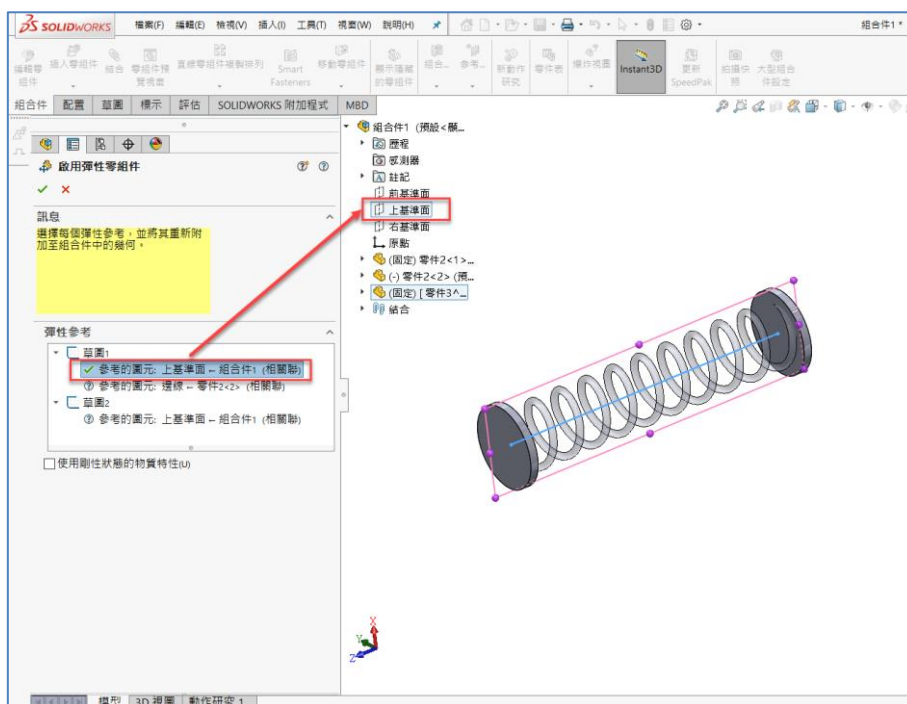 SOLIDWORKS 檔案(F) 編輯(E) 檢視(V) 插入(I) 工具(T) 視窗(W) 說明(H) 組合件1 *
編輯零組件 插入零組件 結合 零組件預覽視窗 直線零組件複製排列 Smart Fasteners 移動零組件 顯示隱藏的零組件 組合... 參考... 新動作研究 零件表 爆炸視圖 Instant3D 更新 SpeedPak 拍攝快照 大型組合件設定
組合件 配置 草圖 標示 評估 SOLIDWORKS 附加程式 MBD
啟用彈性零組件
訊息
選擇每個彈性參考，並將其重新附
加至組合件中的幾何。
彈性參考
草圖1
參考的圖元: 上基準面 ← 組合件1 (相關聯)
參考的圖元: 邊線 ← 零件2<2> (相關聯)
草圖2
參考的圖元: 上基準面 ← 組合件1 (相關聯)
使用剛性狀態的物質特性(U)
組合件1 (預設<顯...
歷程
感測器
註記
前基準面
上基準面
右基準面
原點
(固定) 零件2<1>...
(-) 零件2<2> (預...
(固定) [ 零件3^...
結合
X
Y
Z
模型 3D 視圖 動作研究 1